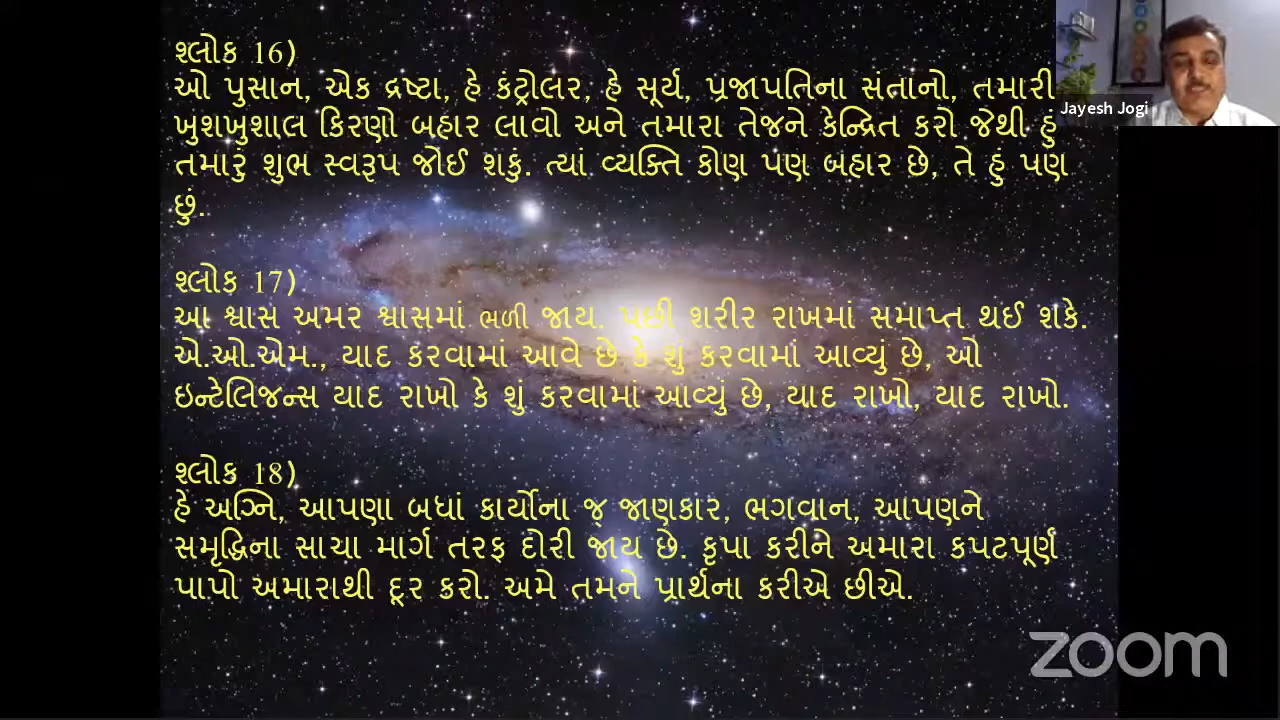 શ્લોક 16)
ઓ પુસાન, એક દ્રષ્ટા, હે કંટ્રોલર, હે સૂર્ય, પ્રજાપતિના સંતાનો, તમારી
ખુશખુશાલ કિરણો બહાર લાવો અને તમારા તેજને કેન્દ્રિત કરો જેથી હું
તમારું શુભ સ્વરૂપ જોઈ શકું. ત્યાં વ્યક્તિ કોણ પણ બહાર છે, તે હું પણ
છું.
શ્લોક 17)
આ શ્વાસ અમર શ્વાસમાં ભળી જાય. પછી શરીર રાખમાં સમાપ્ત થઈ શકે.
એ.ઓ.એમ., યાદ કરવામાં આવે છે કે શું કરવામાં આવ્યું છે, ઓ
ઇન્ટેલિજન્સ યાદ રાખો કે શું કરવામાં આવ્યું છે, યાદ રાખો, યાદ રાખો.
શ્લોક 18)
હે અગ્નિ, આપણા બધાં કાર્યોના જ જાણકાર, ભગવાન, આપણને
સમૃદ્ધિના સાચા માર્ગ તરફ દોરી જાય છે. કૃપા કરીને અમારા કપટપૂર્ણ
પાપો અમારાથી દૂર કરો. અમે તમને પ્રાર્થના કરીએ છીએ.
Jayesh Jogi
zoom